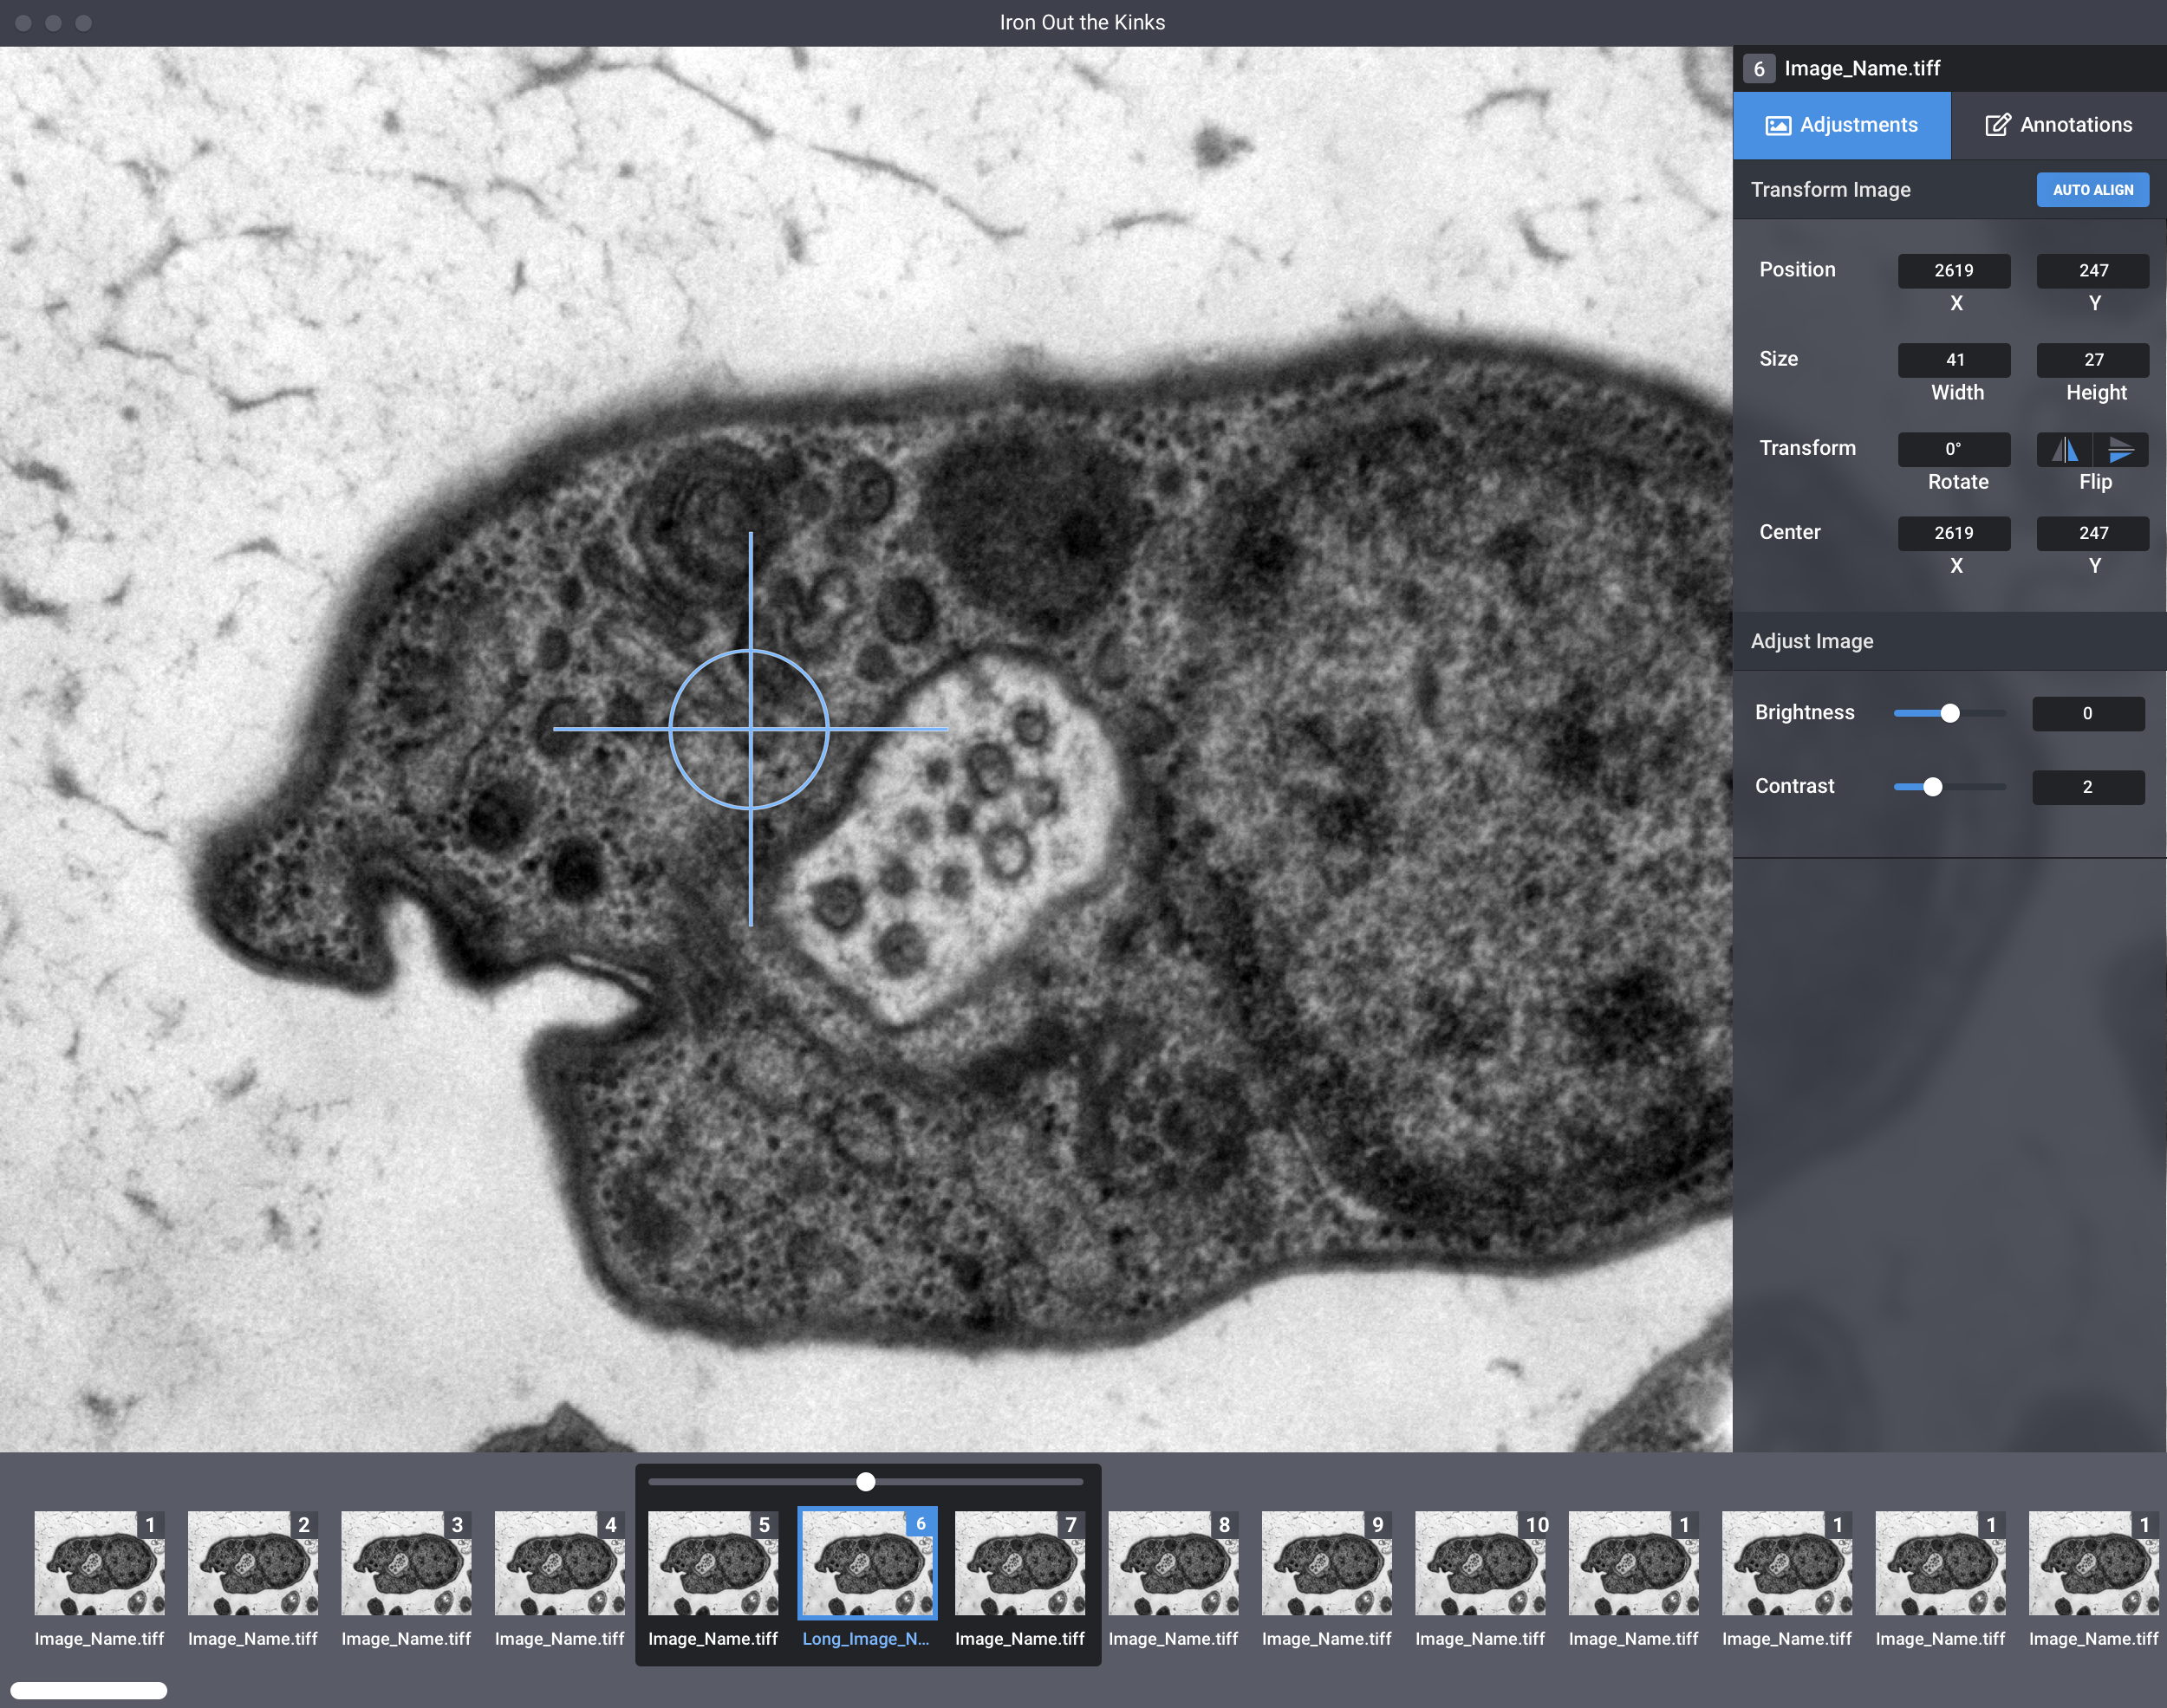 Iron Out the Kinks
6 Image_Name.tiff
Adjustments Annotations
Transform Image AUTO ALIGN
Position 2619 247
X Y
Size 41 27
Width Height
Transform 0°
Rotate Flip
Center 2619 247
X Y
Adjust Image
Brightness 0
Contrast 2
1 2 3 4 5 6 7 8 9 10 1 1 1 1
Image_Name.tiff Image_Name.tiff Image_Name.tiff Image_Name.tiff Image_Name.tiff Long_Image_N... Image_Name.tiff Image_Name.tiff Image_Name.tiff Image_Name.tiff Image_Name.tiff Image_Name.tiff Image_Name.tiff Image_Name.tiff